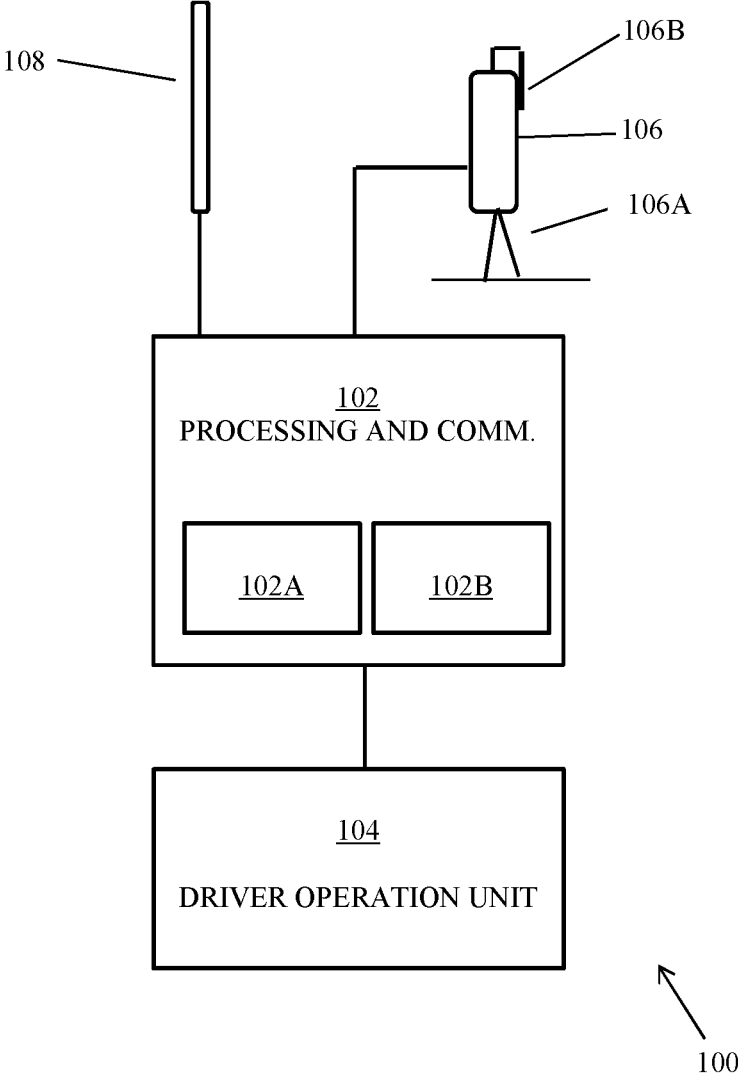 106B
108
106
106A
102
PROCESSING AND COMM.
102A 102B
104
DRIVER OPERATION UNIT
100